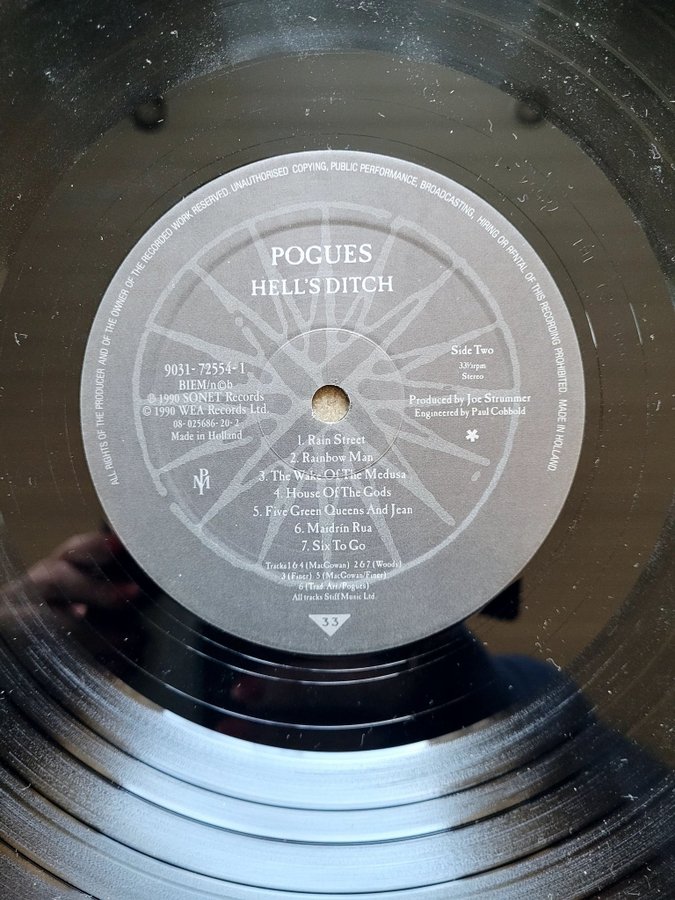 ALL RIGHTS OF THE PRODUCER AND OF THE OWNER OF THE RECORDED WORK RESERVED. UNAUTHORISED COPYING, PUBLIC PERFORMANCE, BROADCASTING, HIRING OR RENTAL OF THIS RECORDING PROHIBITED. MADE IN HOLLAND
POGUES
HELL'S DITCH
9031-72554-1
BIEM/n©b
℗ 1990 SONET Records
© 1990 WEA Records Ltd.
08-025686-20-2
Made in Holland
PM
Side Two
33⅓rpm
Stereo
Produced by Joe Strummer
Engineered by Paul Cobbold
1. Rain Street
2. Rainbow Man
3. The Wake Of The Medusa
4. House Of The Gods
5. Five Green Queens And Jean
6. Maidrín Rua
7. Six To Go
Tracks 1 & 4 (MacGowan) 2 & 7 (Woods)
3 (Finer) 5 (MacGowan/Finer)
6 (Trad. Arr./Pogues)
All tracks Stiff Music Ltd.
33